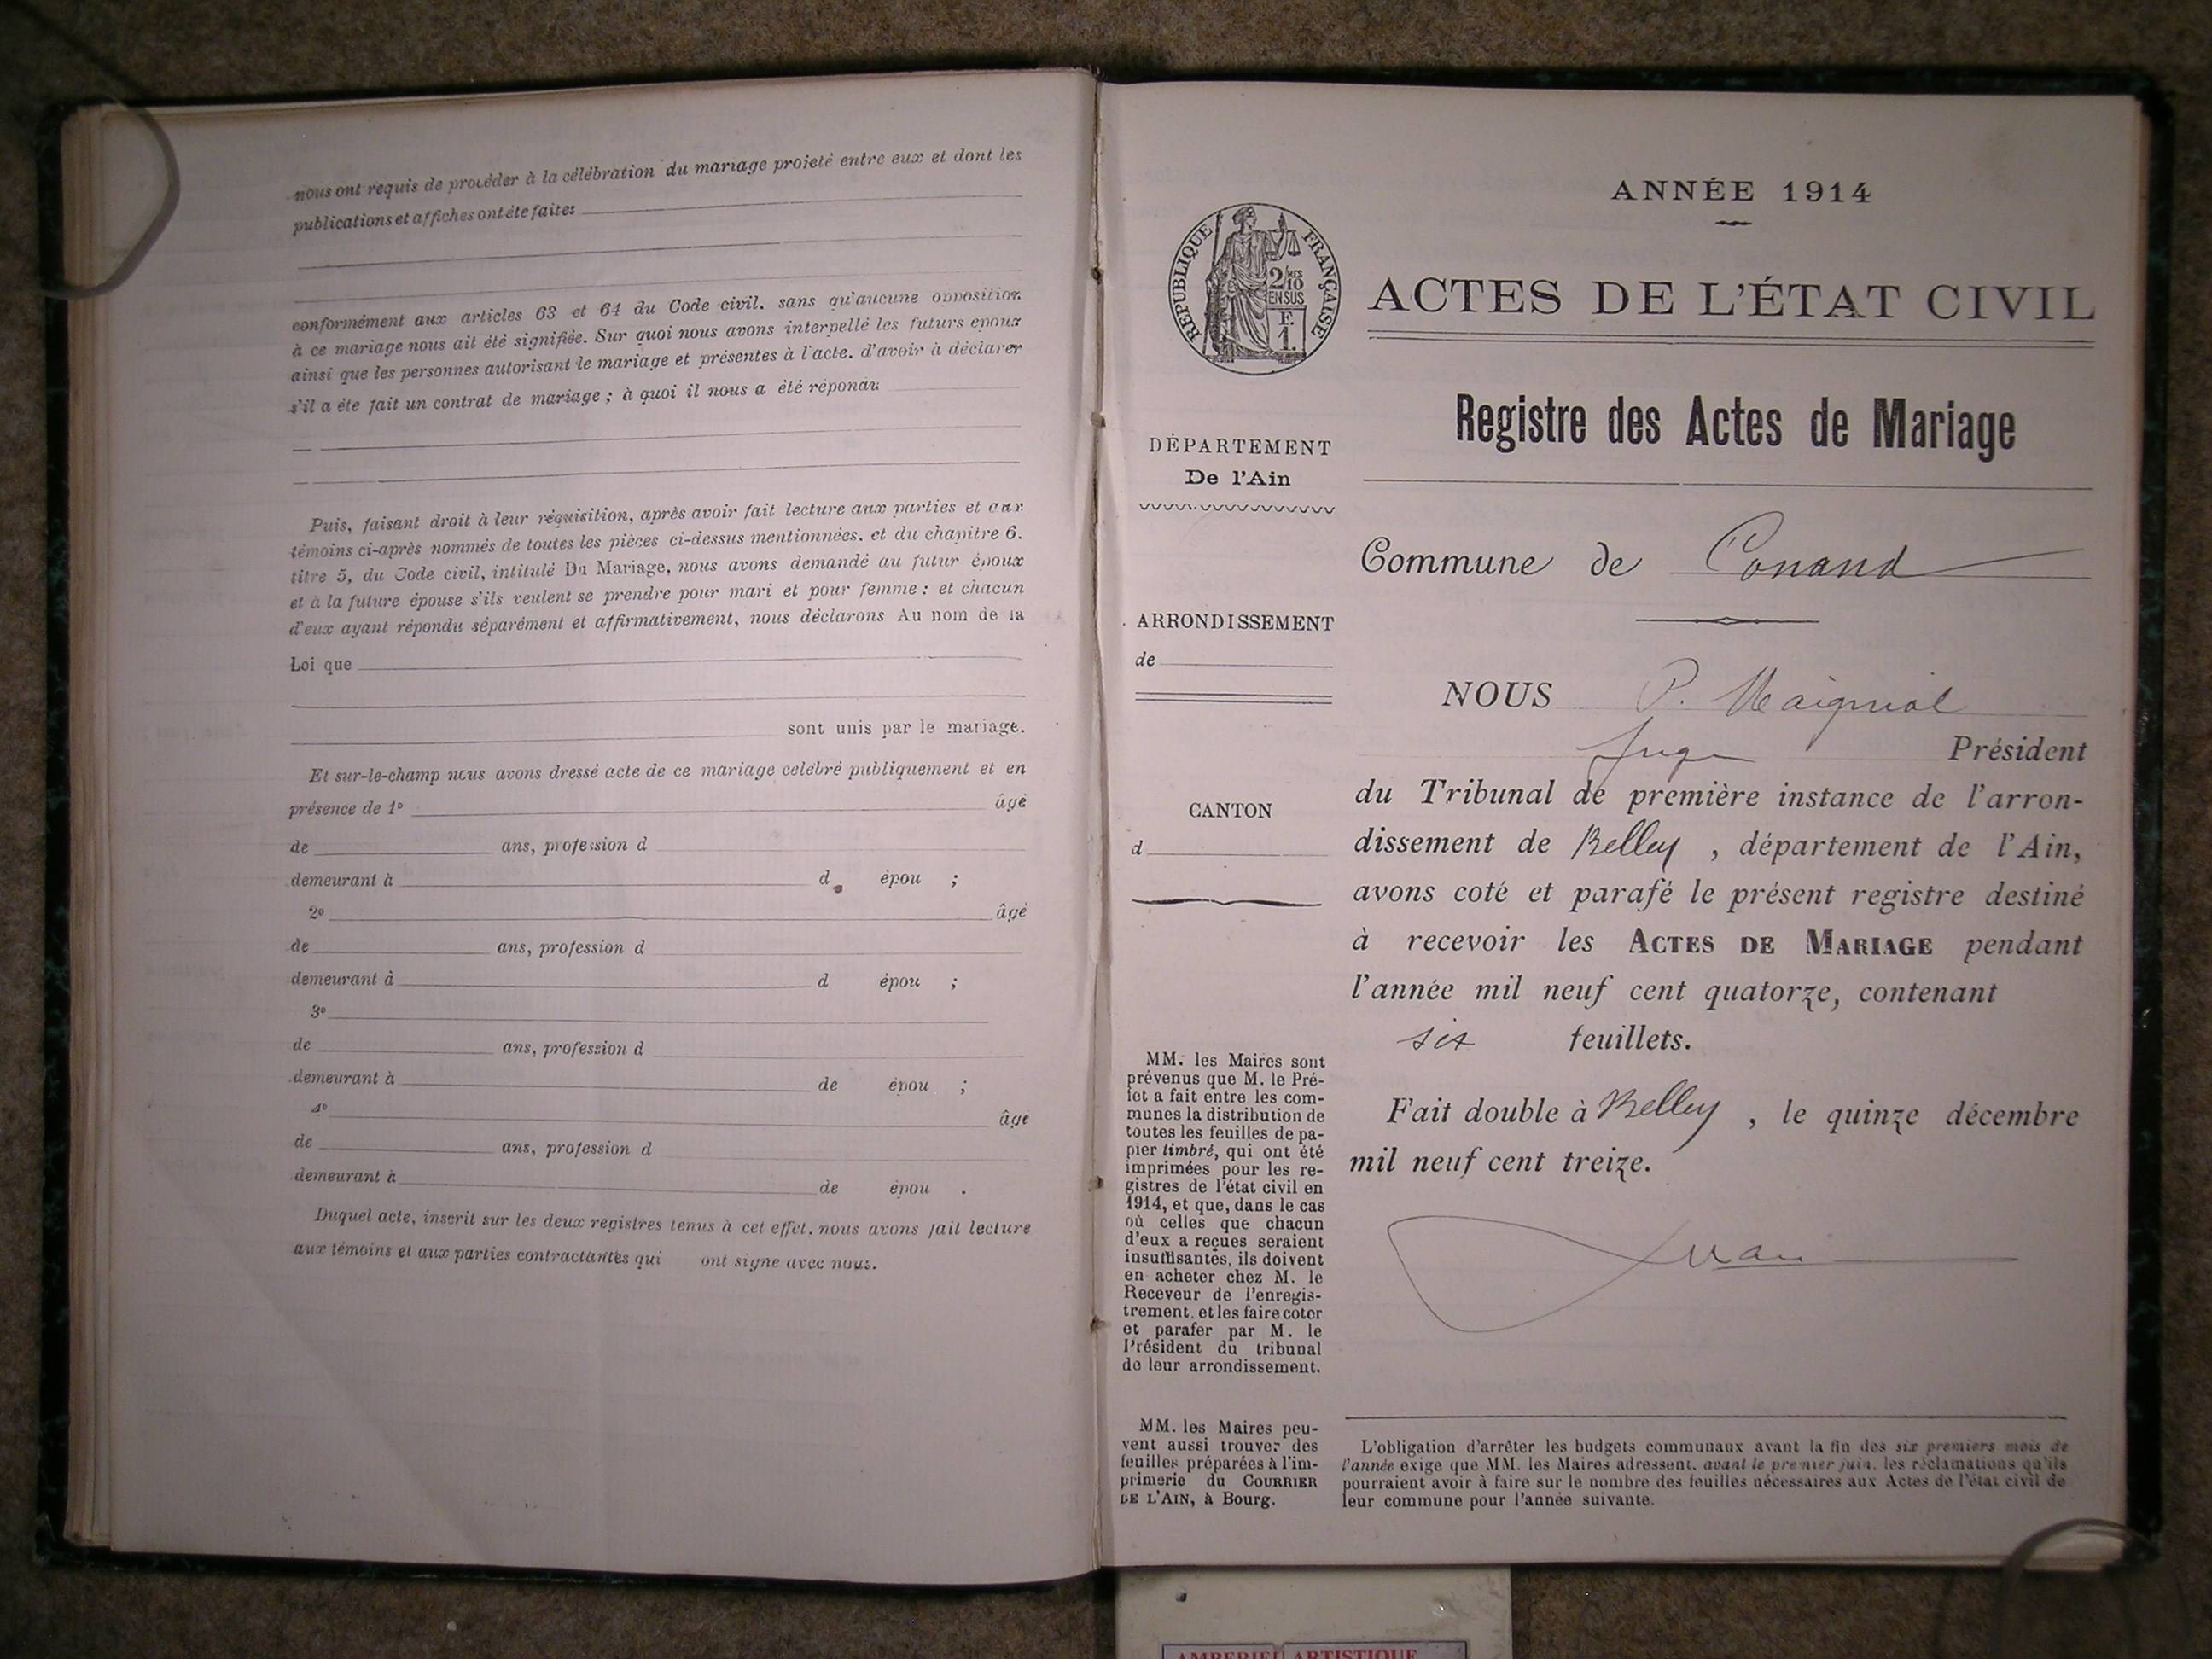 nous ont requis de procéder à la célébration du mariage projeté entre eux et dont les
publications et affiches ont été faites
conformément aux articles 63 et 64 du Code civil. sans qu'aucune opposition
à ce mariage nous ait été signifiée. Sur quoi nous avons interpellé les futurs epoux
ainsi que les personnes autorisant le mariage et présentes à l'acte. d'avoir à déclarer
s'il a éte fait un contrat de mariage ; à quoi il nous a été répondu
Puis, faisant droit à leur réquisition, après avoir fait lecture aux parties et aux
témoins ci-après nommés de toutes les pièces ci-dessus mentionnées. et du chapitre 6.
titre 5, du Code civil, intitulé Du Mariage, nous avons demandé au futur époux
et à la future épouse s'ils veulent se prendre pour mari et pour femme : et chacun
d'eux ayant répondu séparément et affirmativement, nous déclarons Au nom de la
Loi que
sont unis par le mariage.
Et sur-le-champ nous avons dressé acte de ce mariage celebré publiquement et en
présence de 1º âgé
de ans, profession d
demeurant à d épou ;
2º âgé
de ans, profession d
demeurant à d épou ;
3º
de ans, profession d
demeurant à de épou ;
4º âge
de ans, profession d
demeurant à de épou .
Duquel acte, inscrit sur les deux registres tenus à cet effet. nous avons fait lecture
aux témoins et aux parties contractantes qui ont signe avec nous.
ANNÉE 1914
RÉPUBLIQUE FRANÇAISE
2/10 MES
EN SUS
F.
1.
ACTES DE L'ÉTAT CIVIL
Registre des Actes de Mariage
DÉPARTEMENT
De l'Ain
Commune de Conand
ARRONDISSEMENT
de
CANTON
d
NOUS P. Maignial
Juge Président
du Tribunal de première instance de l'arron-
dissement de Belley , département de l'Ain,
avons coté et parafé le présent registre destiné
à recevoir les ACTES DE MARIAGE pendant
l'année mil neuf cent quatorze, contenant
six feuillets.
Fait double à Belley , le quinze décembre
mil neuf cent treize.
MM. les Maires sont
prévenus que M. le Pré-
fet a fait entre les com-
munes la distribution de
toutes les feuilles de pa-
pier timbré, qui ont été
imprimées pour les re-
gistres de l'état civil en
1914, et que, dans le cas
où celles que chacun
d'eux a reçues seraient
insuffisantes, ils doivent
en acheter chez M. le
Receveur de l'enregis-
trement, et les faire coter
et parafer par M. le
Président du tribunal
de leur arrondissement.
MM. les Maires peu-
vent aussi trouver des
feuilles préparées à l'im-
primerie du COURRIER
DE L'AIN, à Bourg.
L'obligation d'arrêter les budgets communaux avant la fin des six premiers mois de
l'année exige que MM. les Maires adressent. avant le premier juin. les réclamations qu'ils
pourraient avoir à faire sur le nombre des feuilles nécessaires aux Actes de l'état civil de
leur commune pour l'année suivante.
AMBERIEU ARTISTIQUE